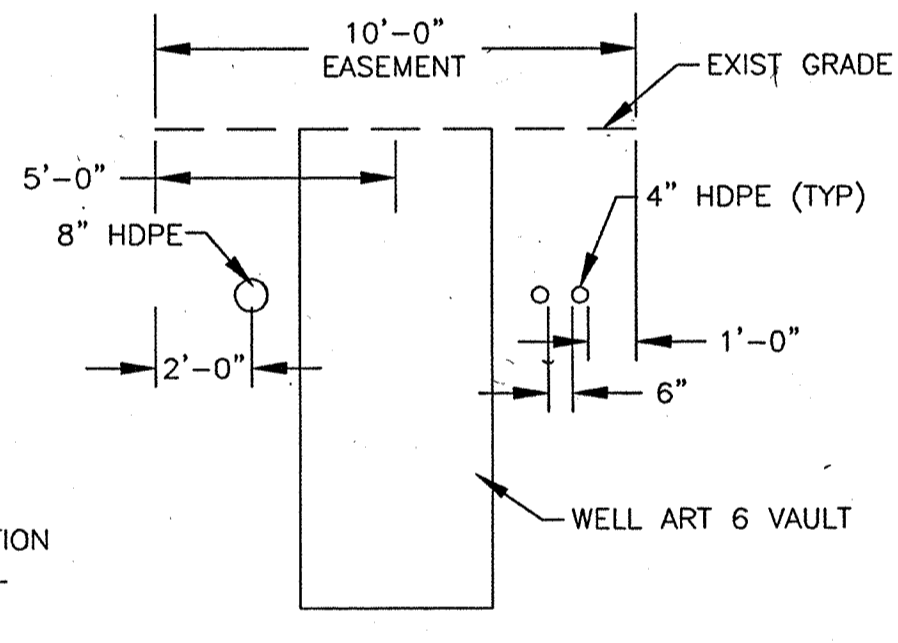 10'-0"
EASEMENT
EXIST GRADE
5'-0"
4" HDPE (TYP)
8" HDPE
1'-0"
2'-0"
6"
WELL ART 6 VAULT
TION